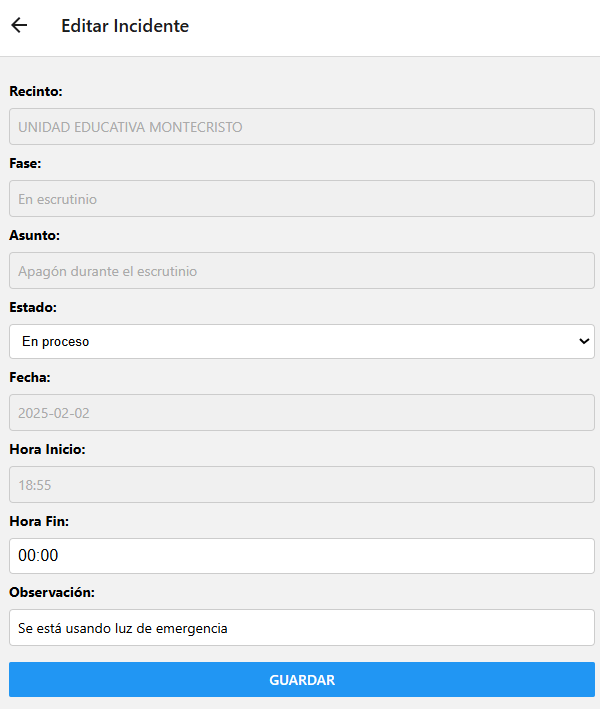 Editar Incidente
Recinto:
UNIDAD EDUCATIVA MONTECRISTO
Fase:
En escrutinio
Asunto:
Apagón durante el escrutinio
Estado:
En proceso
Fecha:
2025-02-02
Hora Inicio:
18:55
Hora Fin:
00:00
Observación:
Se está usando luz de emergencia
GUARDAR